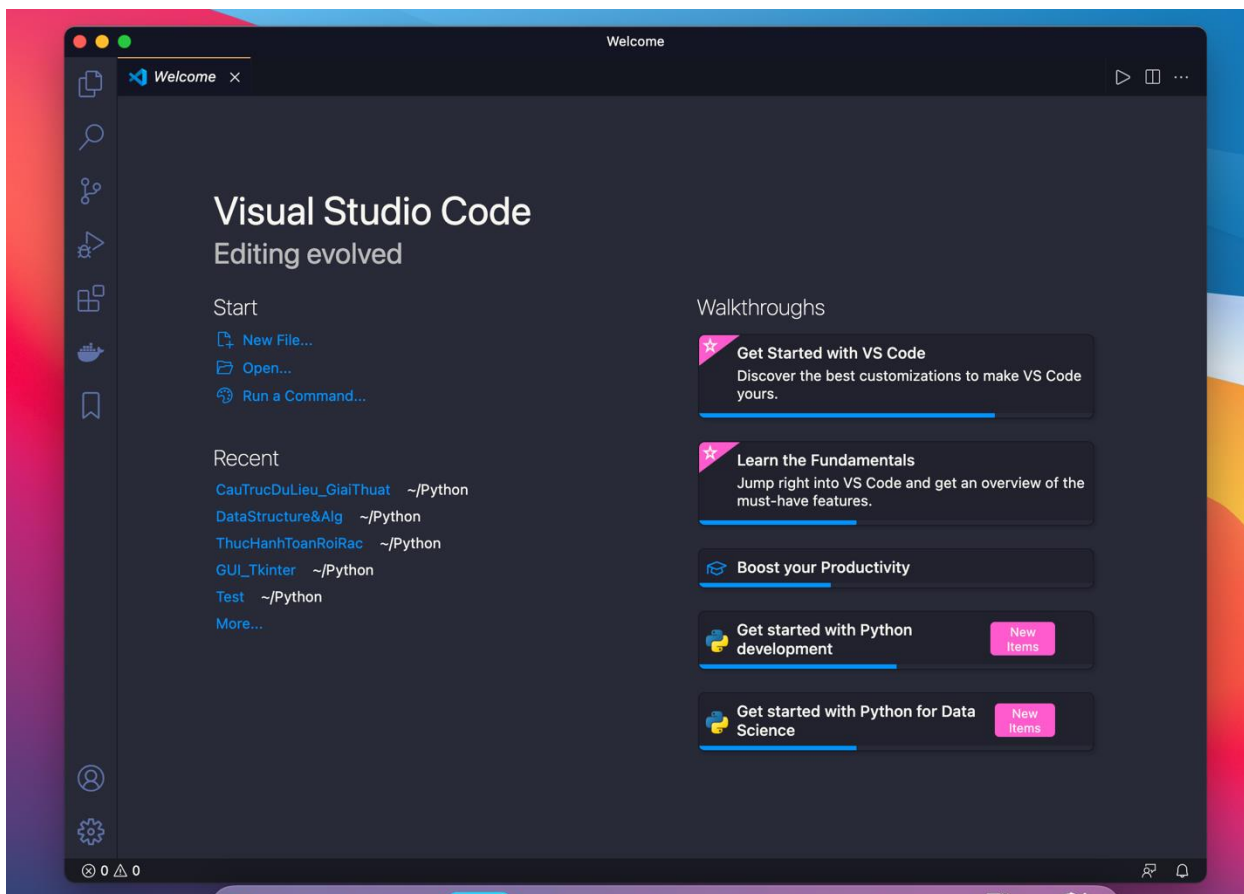 Welcome
Welcome
Visual Studio Code
Editing evolved
Start
New File...
Open...
Run a Command...
Recent
CauTrucDuLieu_GiaiThuat ~/Python
DataStructure&Alg ~/Python
ThucHanhToanRoiRac ~/Python
GUI_Tkinter ~/Python
Test ~/Python
More...
Walkthroughs
Get Started with VS Code
Discover the best customizations to make VS Code
yours.
Learn the Fundamentals
Jump right into VS Code and get an overview of the
must-have features.
Boost your Productivity
Get started with Python
development
New
Items
Get started with Python for Data
Science
New
Items
0 0